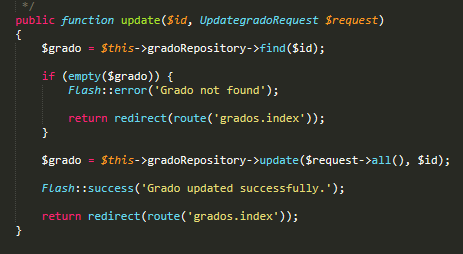 */
public function update($id, UpdategradoRequest $request)
{
$grado = $this->gradoRepository->find($id);
if (empty($grado)) {
Flash::error('Grado not found');
return redirect(route('grados.index'));
}
$grado = $this->gradoRepository->update($request->all(), $id);
Flash::success('Grado updated successfully.');
return redirect(route('grados.index'));
}